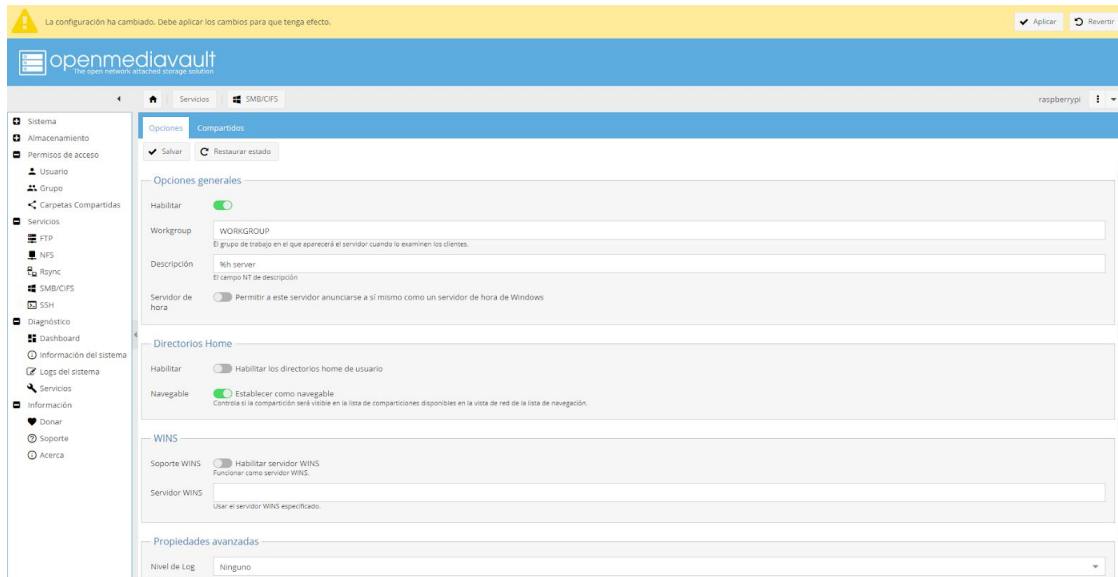 La configuración ha cambiado. Debe aplicar los cambios para que tenga efecto.
Aplicar
Revertir
openmediavault
The open network attached storage solution
Servicios
SMB/CIFS
raspberrypi
Sistema
Almacenamiento
Permisos de acceso
Usuario
Grupo
Carpetas Compartidas
Servicios
FTP
NFS
Rsync
SMB/CIFS
SSH
Diagnóstico
Dashboard
Información del sistema
Logs del sistema
Servicios
Información
Donar
Soporte
Acerca
Opciones
Compartidos
Salvar
Restaurar estado
Opciones generales
Habilitar
Workgroup
WORKGROUP
El grupo de trabajo en el que aparecerá el servidor cuando lo examinen los clientes.
Descripción
%h server
El campo NT de descripción
Servidor de hora
Permitir a este servidor anunciarse a sí mismo como un servidor de hora de Windows
Directorios Home
Habilitar
Habilitar los directorios home de usuario
Navegable
Establecer como navegable
Controla si la compartición será visible en la lista de comparticiones disponibles en la vista de red de la lista de navegación.
WINS
Soporte WINS
Habilitar servidor WINS
Funcionar como servidor WINS.
Servidor WINS
Usar el servidor WINS especificado.
Propiedades avanzadas
Nivel de Log
Ninguno